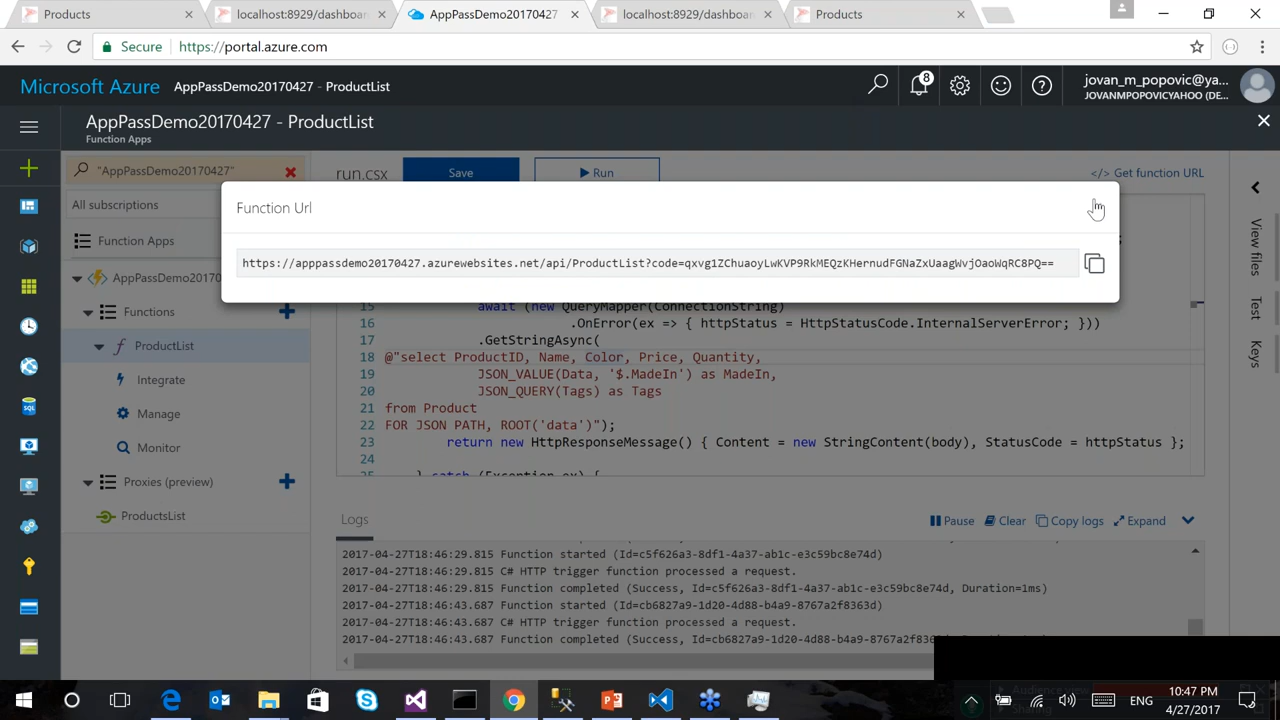 Products
localhost:8929/dashboar
AppPassDemo20170427
localhost:8929/dashboar
Products
Secure
https://portal.azure.com
Microsoft Azure
AppPassDemo20170427 - ProductList
8
jovan_m_popovic@ya...
JOVANMPOPOVICYAHOO (DE...
AppPassDemo20170427 - ProductList
Function Apps
"AppPassDemo20170427"
run.csx
Save
Run
</> Get function URL
All subscriptions
Function Url
Function Apps
https://apppassdemo20170427.azurewebsites.net/api/ProductList?code=qxvg1ZChuaoyLwKVP9RkMEQzKHernudFGNaZxUaagWvjOaoWqRC8PQ==
AppPassDemo20170
Functions
ProductList
Integrate
Manage
Monitor
Proxies (preview)
ProductsList
15 await (new QueryMapper(ConnectionString)
16 .OnError(ex => { httpStatus = HttpStatusCode.InternalServerError; }))
17 .GetStringAsync(
18 @"select ProductID, Name, Color, Price, Quantity,
19 JSON_VALUE(Data, '$.MadeIn') as MadeIn,
20 JSON_QUERY(Tags) as Tags
21 from Product
22 FOR JSON PATH, ROOT('data')");
23 return new HttpResponseMessage() { Content = new StringContent(body), StatusCode = httpStatus };
24
25 } catch (Exception ex) {
View files
Test
Keys
Logs
Pause
Clear
Copy logs
Expand
2017-04-27T18:46:29.815 Function started (Id=c5f626a3-8df1-4a37-ab1c-e3c59bc8e74d)
2017-04-27T18:46:29.815 C# HTTP trigger function processed a request.
2017-04-27T18:46:29.815 Function completed (Success, Id=c5f626a3-8df1-4a37-ab1c-e3c59bc8e74d, Duration=1ms)
2017-04-27T18:46:43.687 Function started (Id=cb6827a9-1d20-4d88-b4a9-8767a2f8363d)
2017-04-27T18:46:43.687 C# HTTP trigger function processed a request.
2017-04-27T18:46:43.687 Function completed (Success, Id=cb6827a9-1d20-4d88-b4a9-8767a2f836
ENG
10:47 PM
4/27/2017